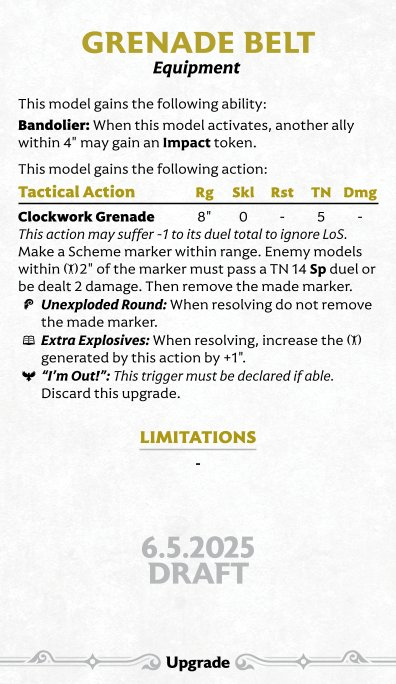 GRENADE BELT
Equipment
This model gains the following ability:
Bandolier: When this model activates, another ally
within 4" may gain an Impact token.
This model gains the following action:
Tactical Action Rg Skl Rst TN Dmg
Clockwork Grenade 8" 0 - 5 -
This action may suffer -1 to its duel total to ignore LoS.
Make a Scheme marker within range. Enemy models
within 2" of the marker must pass a TN 14 Sp duel or
be dealt 2 damage. Then remove the made marker.
Unexploded Round: When resolving do not remove
the made marker.
Extra Explosives: When resolving, increase the
generated by this action by +1".
"I'm Out!": This trigger must be declared if able.
Discard this upgrade.
LIMITATIONS
-
6.5.2025
DRAFT
Upgrade